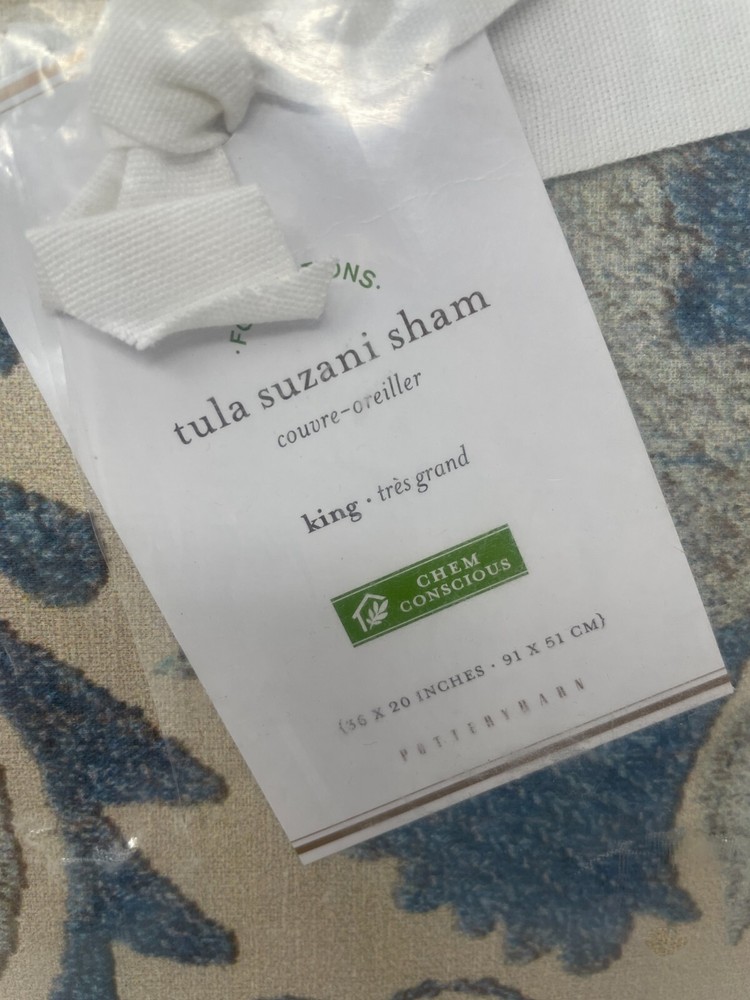 tula suzani sham
couvre-oreiller
king · très grand
CHEM
CONSCIOUS
(36 X 20 INCHES · 91 X 51 CM)
POTTERYBARN